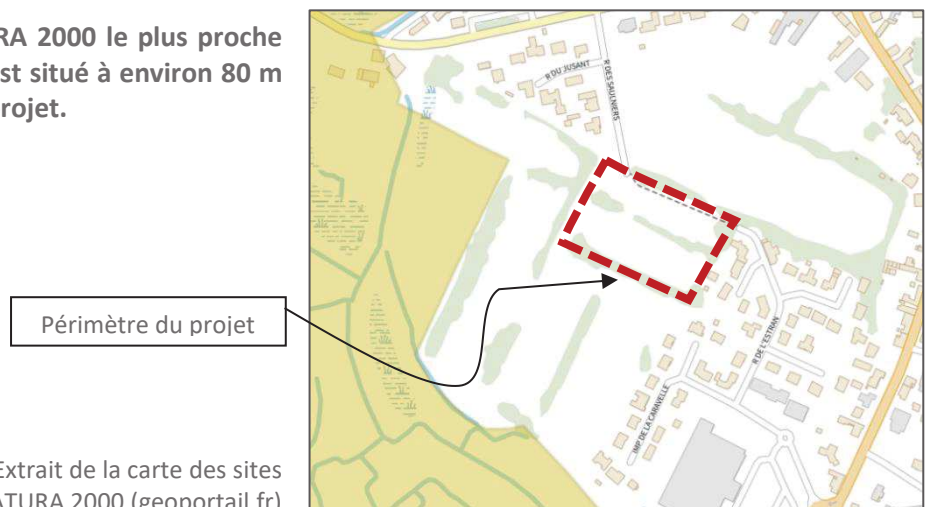 RA 2000 le plus proche
st situé à environ 80 m
rojet.
R DU JUSANT
R DES SAULNIERS
Périmètre du projet
R DE L'ESTRAN
IMP DE LA CARAVELLE
Extrait de la carte des sites
ATURA 2000 (geoportail.fr)